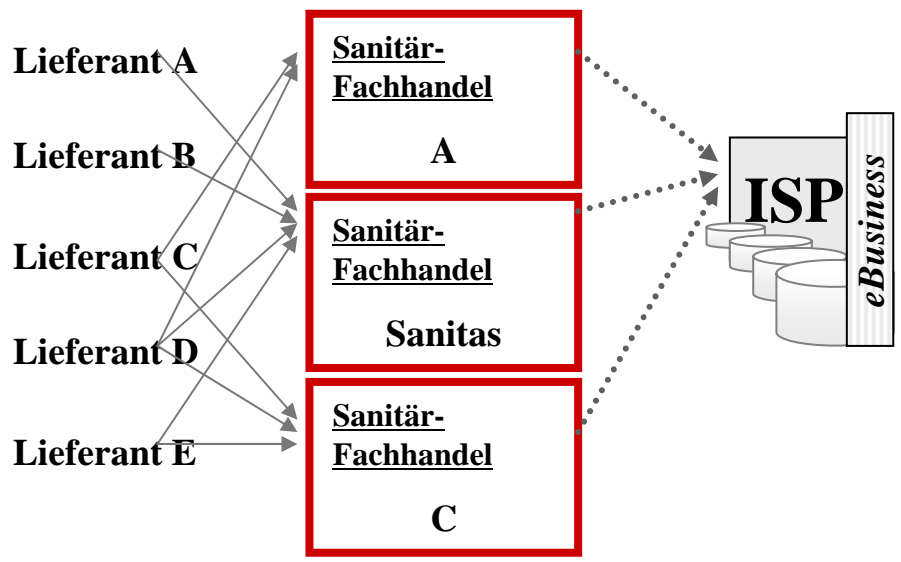 Lieferant A
Lieferant B
Lieferant C
Lieferant D
Lieferant E
Sanitär-
Fachhandel
A
Sanitär-
Fachhandel
Sanitas
Sanitär-
Fachhandel
C
ISP
eBusiness